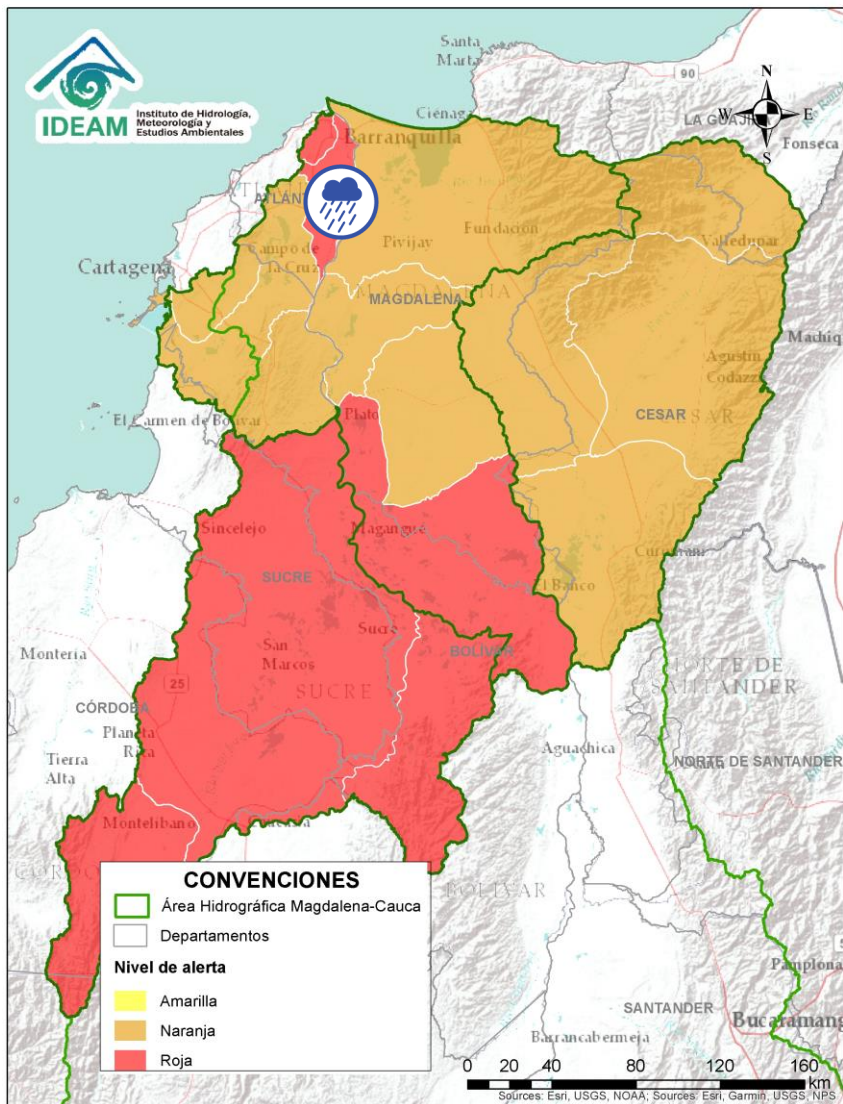 Santa
Marta
90
N
W
E
S
IDEAM
Instituto de Hidrología,
Meteorología y
Estudios Ambientales
Ciénaga
LA GUAJIRA
Fonseca
Barranquilla
Pivijay
Fundación
Valledupar
Campo de
la Cruz
Cartagena
MAGDALENA
Machiq
Agustín
Codazzi
CESAR
El Carmen de Bolívar
Plato
Sincelejo
Magangué
SUCRE
Curumaní
El Banco
Sucre
San
Marcos
BOLÍVAR
Montería
25
SUCRE
NORTE DE
SANTANDER
CÓRDOBA
Planeta
Rica
Aguachica
Tierra
Alta
NORTE DE SANTANDER
Montelíbano
BOLÍVAR
CONVENCIONES
Área Hidrográfica Magdalena-Cauca
Departamentos
Nivel de alerta
Amarilla
Naranja
Roja
Pamplona
SANTANDER
Bucaramang
Barrancabermeja
0 20 40 80 120 160
km
Sources: Esri, USGS, NOAA; Sources: Esri, Garmin, USGS, NPS